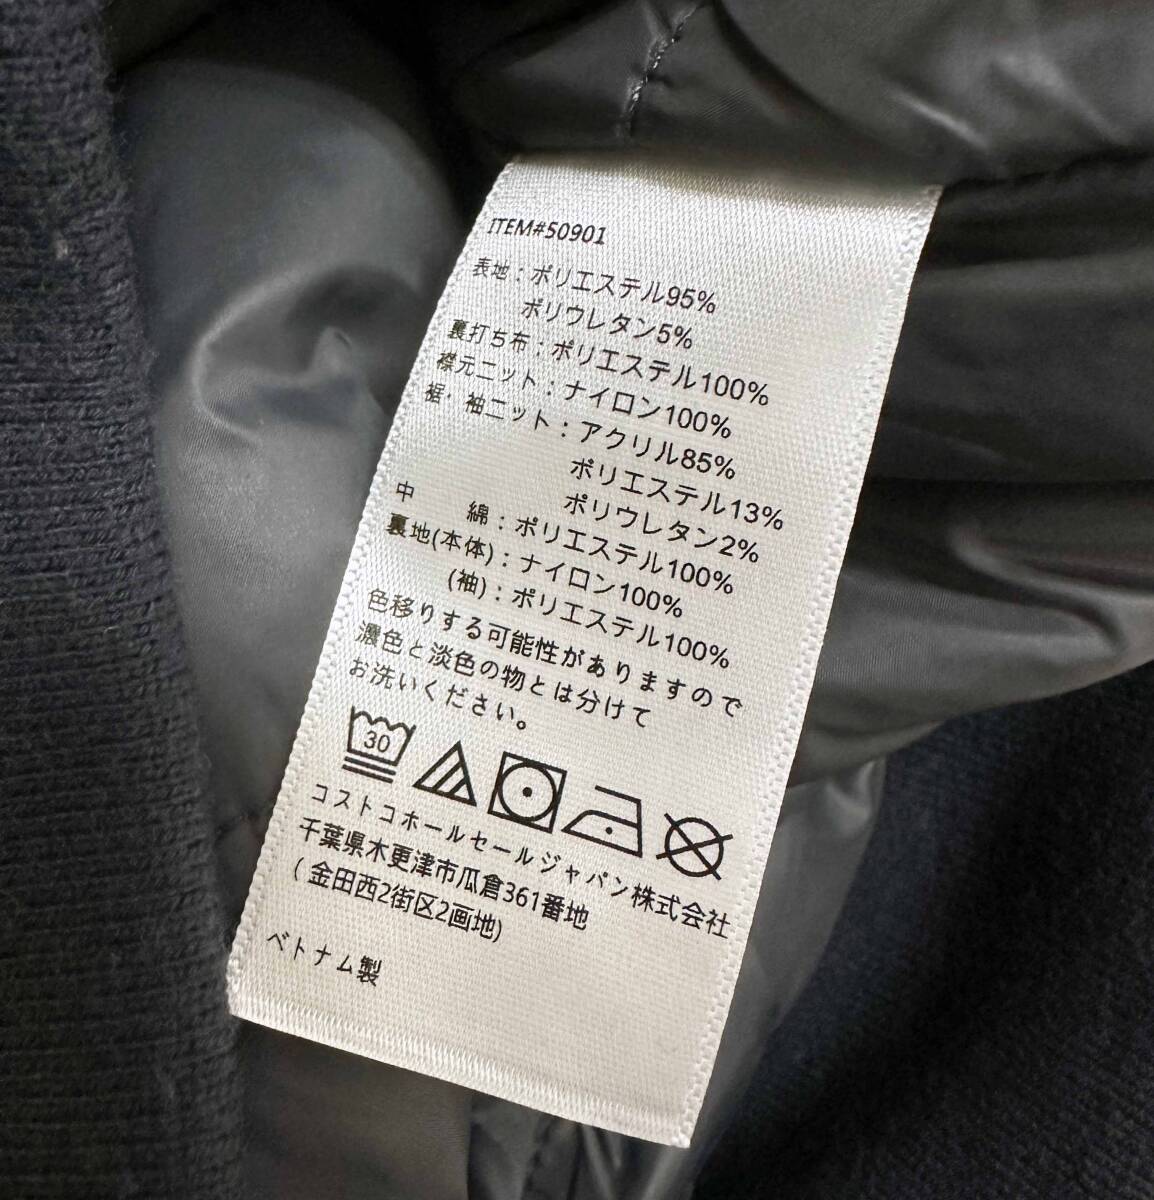 ITEM#50901
表地：ポリエステル95%
ポリウレタン5%
裏打ち布：ポリエステル100%
襟元ニット：ナイロン100%
裾・袖ニット：アクリル85%
ポリエステル13%
ポリウレタン2%
中　綿：ポリエステル100%
裏地(本体)：ナイロン100%
(袖)：ポリエステル100%
色移りする可能性がありますので
濃色と淡色の物とは分けて
お洗いください。
30
コストコホールセールジャパン株式会社
千葉県木更津市瓜倉361番地
(金田西2街区2画地)
ベトナム製